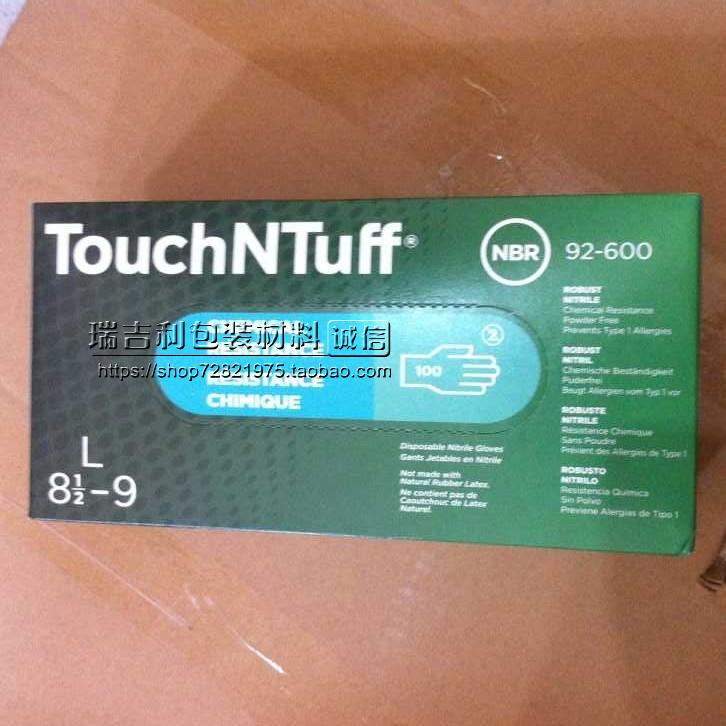 TouchNTuff®
NBR 92-600
ROBUST
NITRILE
Chemical Resistance
Powder Free
Prevents Type 1 Allergies
CHEMICAL
RESISTANCE
RESISTANCE
CHIMIQUE
瑞吉利包装材料 诚信
https://shop72821975.taobao.com
2
100
ROBUST
NITRIL
Chemische Beständigkeit
Puderfrei
Beugt Allergien vom Typ 1 vor
ROBUSTE
NITRILE
Résistance Chimique
Sans Poudre
Prévient des Allergies de Type 1
ROBUSTO
NITRILO
Resistencia Química
Sin Polvo
Previene Alergias de Tipo 1
Disposable Nitrile Gloves
Gants Jetables en Nitrile
Not made with
Natural Rubber Latex.
Ne contient pas de
Caoutchouc de Latex
Naturel.
L
8½-9